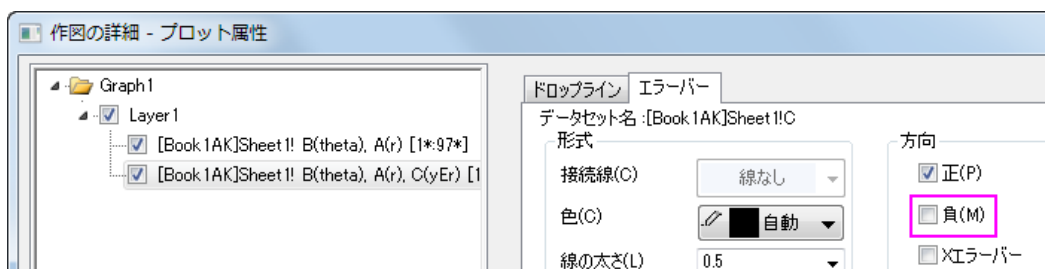 作図の詳細 - プロット属性
Graph1
Layer1
[Book1AK]Sheet1! B(theta), A(r) [1*:97*]
[Book1AK]Sheet1! B(theta), A(r), C(yEr) [1
ドロップライン エラーバー
データセット名 :[Book1AK]Sheet1!C
形式
接続線(C) 線なし
色(C) 自動
線の太さ(L) 0.5
方向
正(P)
負(M)
Xエラーバー